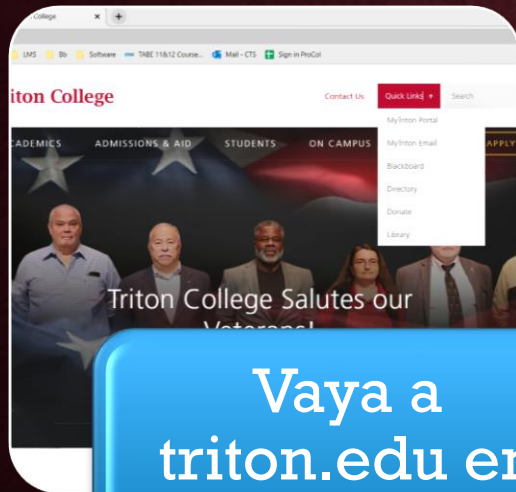 College × +
LMS Bb Software TABE 11&12 Course... Mail - CTS Sign in ProCol
iton College
Contact Us Quick Links + Search
CADEMICS ADMISSIONS & AID STUDENTS ON CAMPUS APPLY
MyTriton Portal
MyTriton Email
Blackboard
Directory
Donate
Library
Triton College Salutes our
Veterans!
Vaya a
triton.edu en